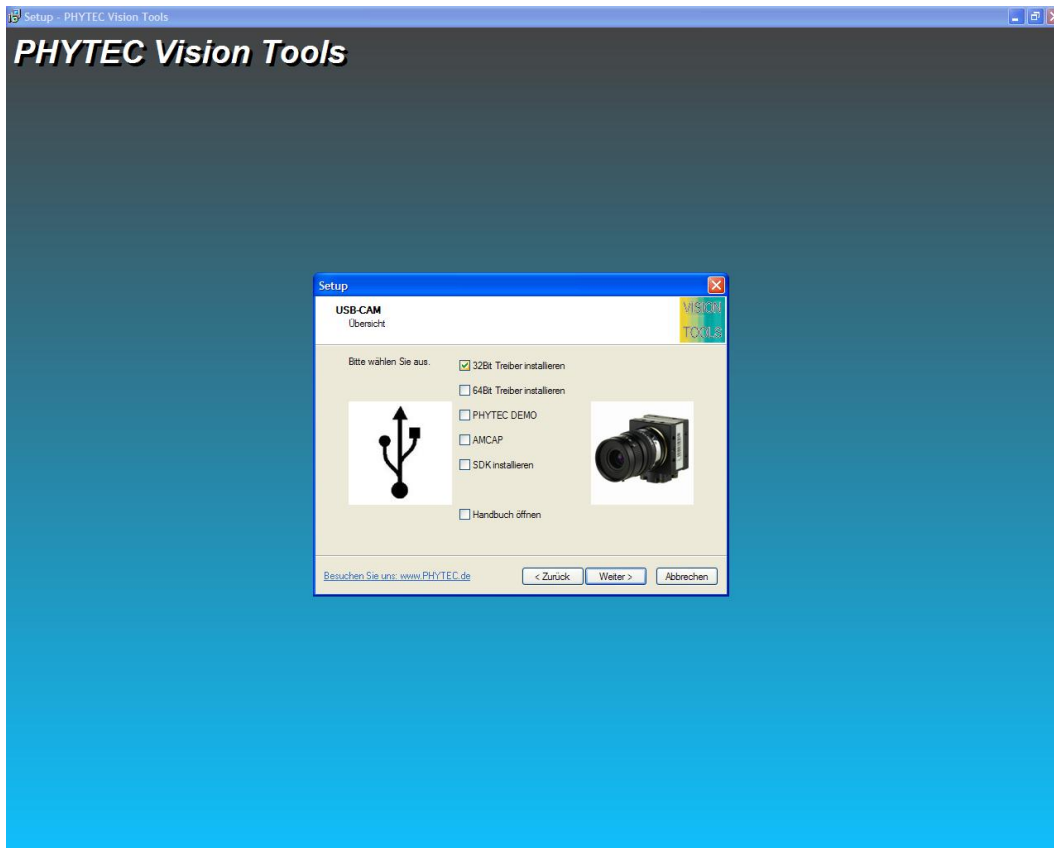 Setup - PHYTEC Vision Tools
PHYTEC Vision Tools
Setup
USB-CAM
Übersicht
VISION
TOOLS
Bitte wählen Sie aus.
32Bit Treiber installieren
64Bit Treiber installieren
PHYTEC DEMO
AMCAP
SDK installieren
Handbuch öffnen
Besuchen Sie uns: www.PHYTEC.de
< Zurück
Weiter >
Abbrechen